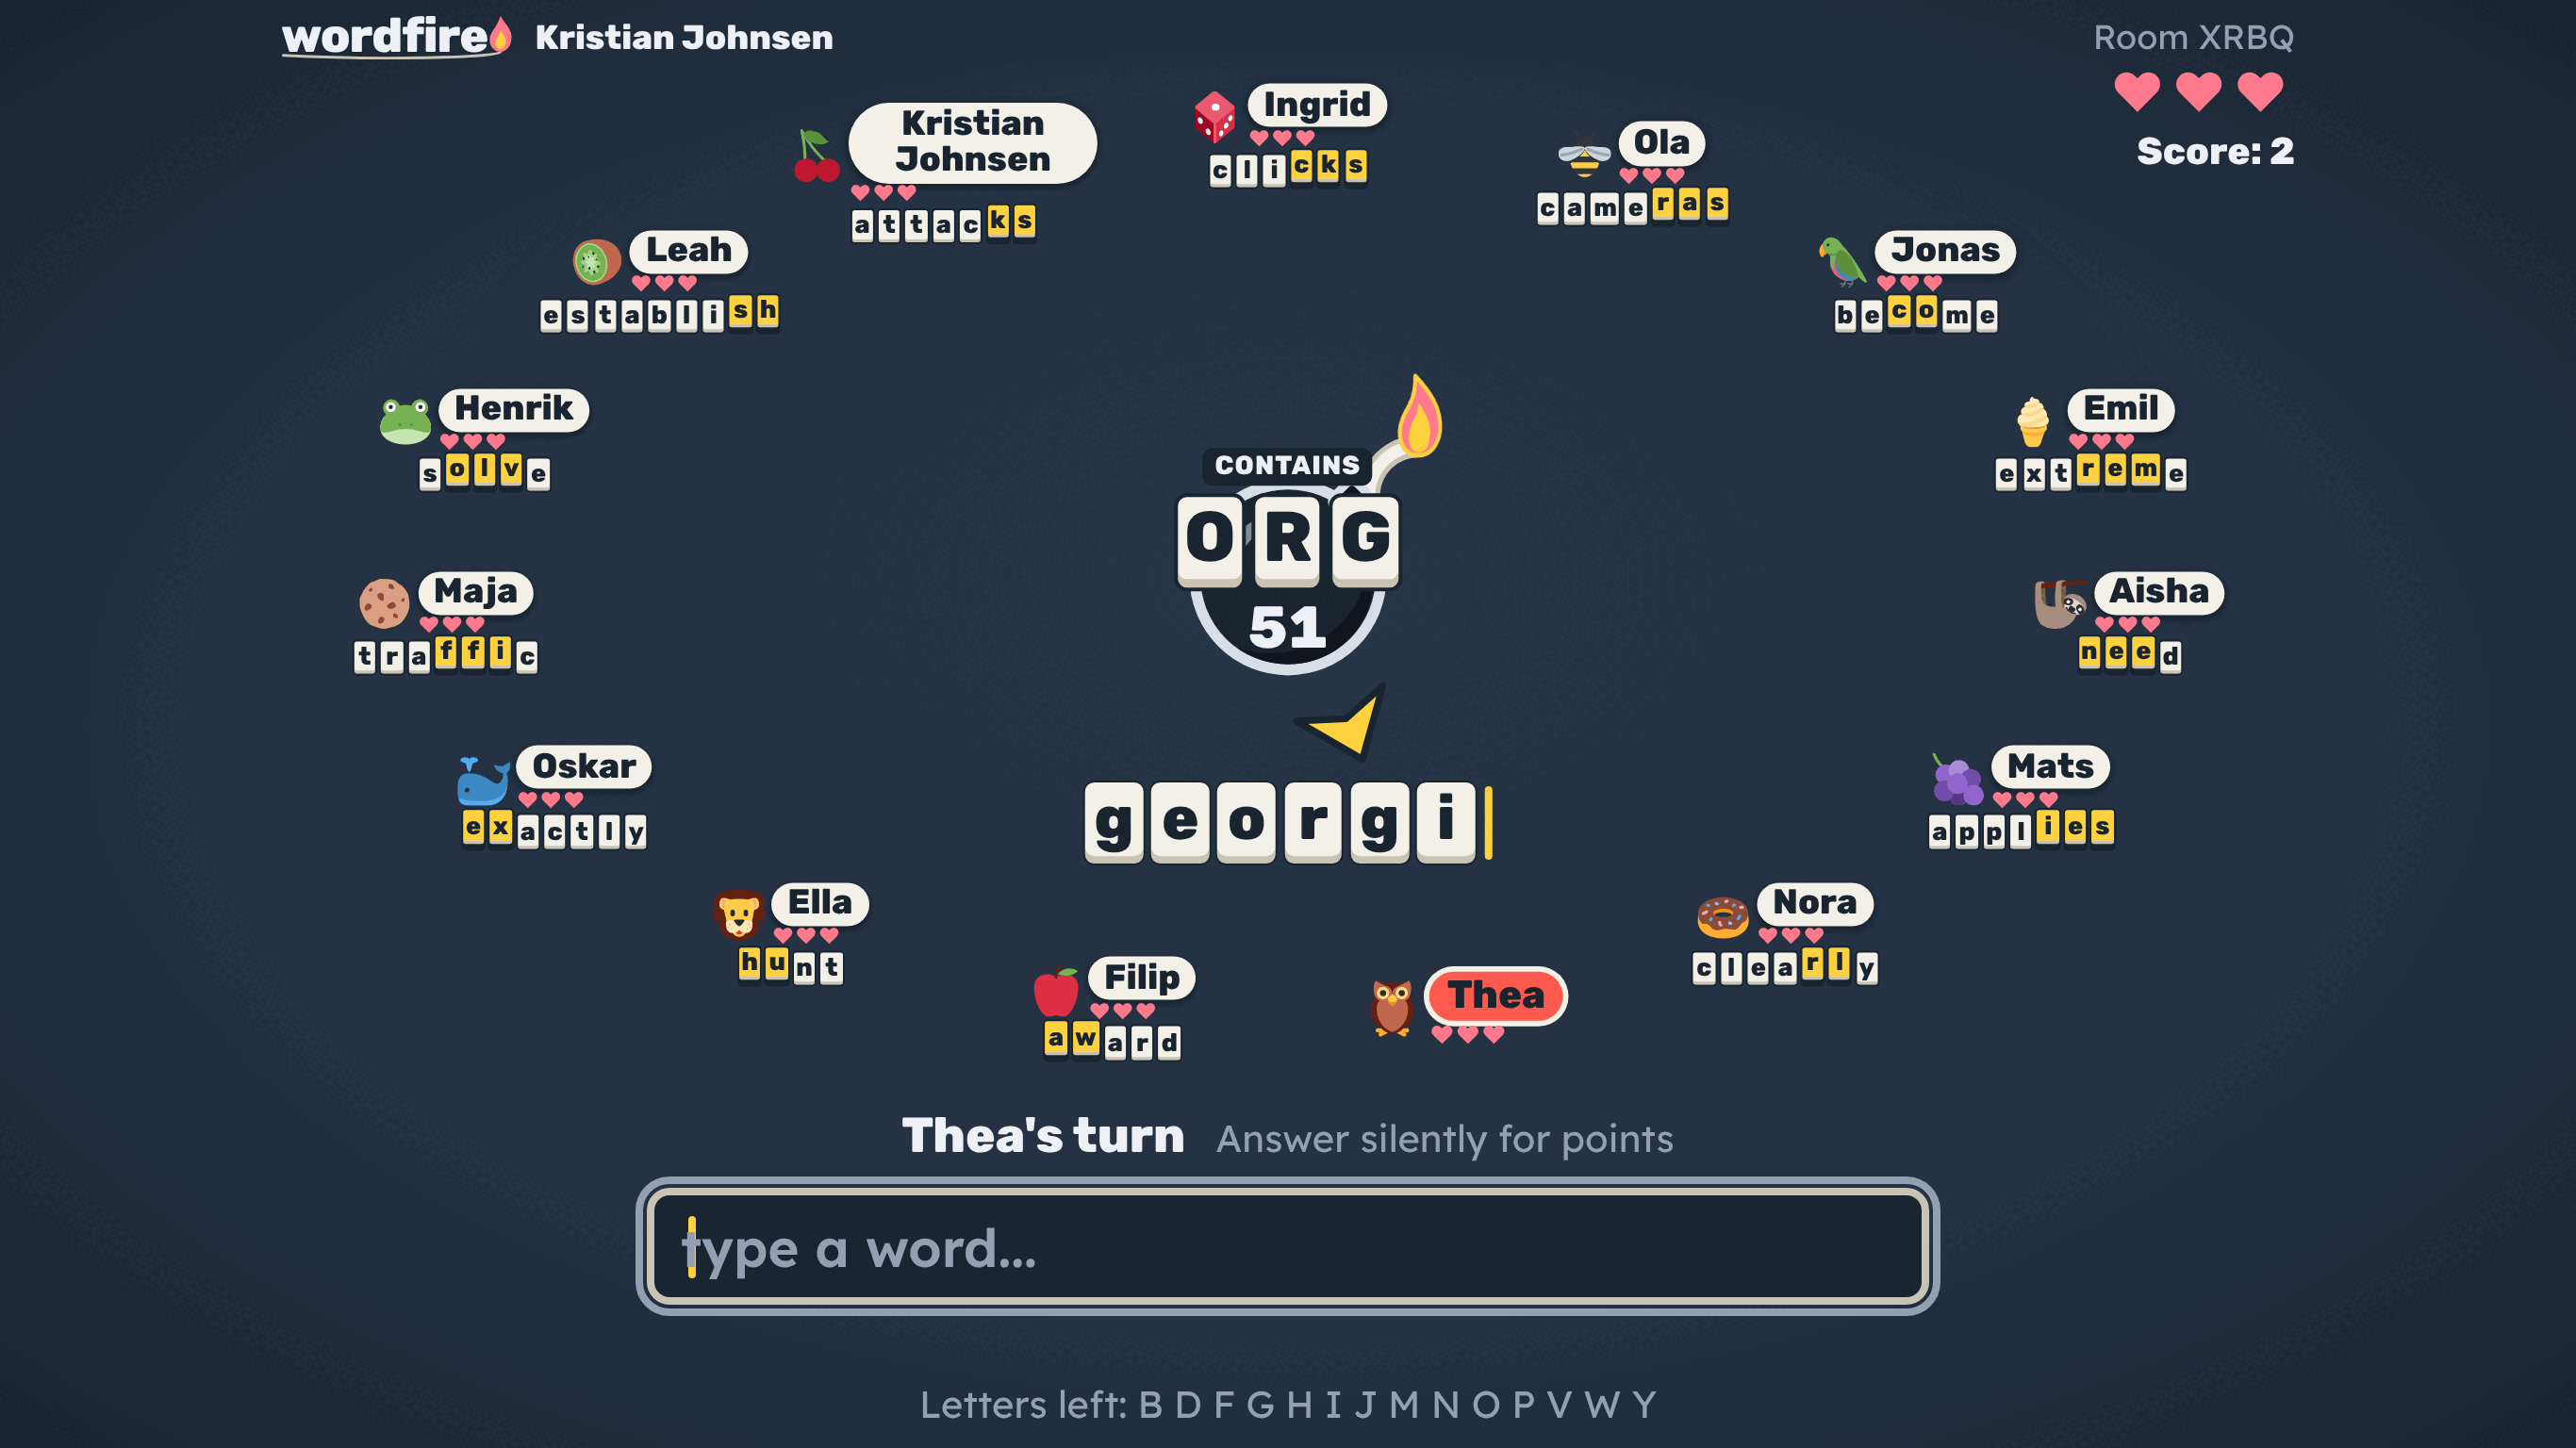 wordfire Kristian Johnsen
Room XRBQ
Score: 2
Kristian
Johnsen
attacks
Ingrid
clicks
Ola
cameras
Leah
establish
Jonas
become
Henrik
solve
Emil
extreme
CONTAINS
ORG
51
Maja
traffic
Aisha
need
Oskar
exactly
georgi
Mats
applies
Ella
hunt
Nora
clearly
Filip
award
Thea
Thea's turn Answer silently for points
type a word...
Letters left: B D F G H I J M N O P V W Y